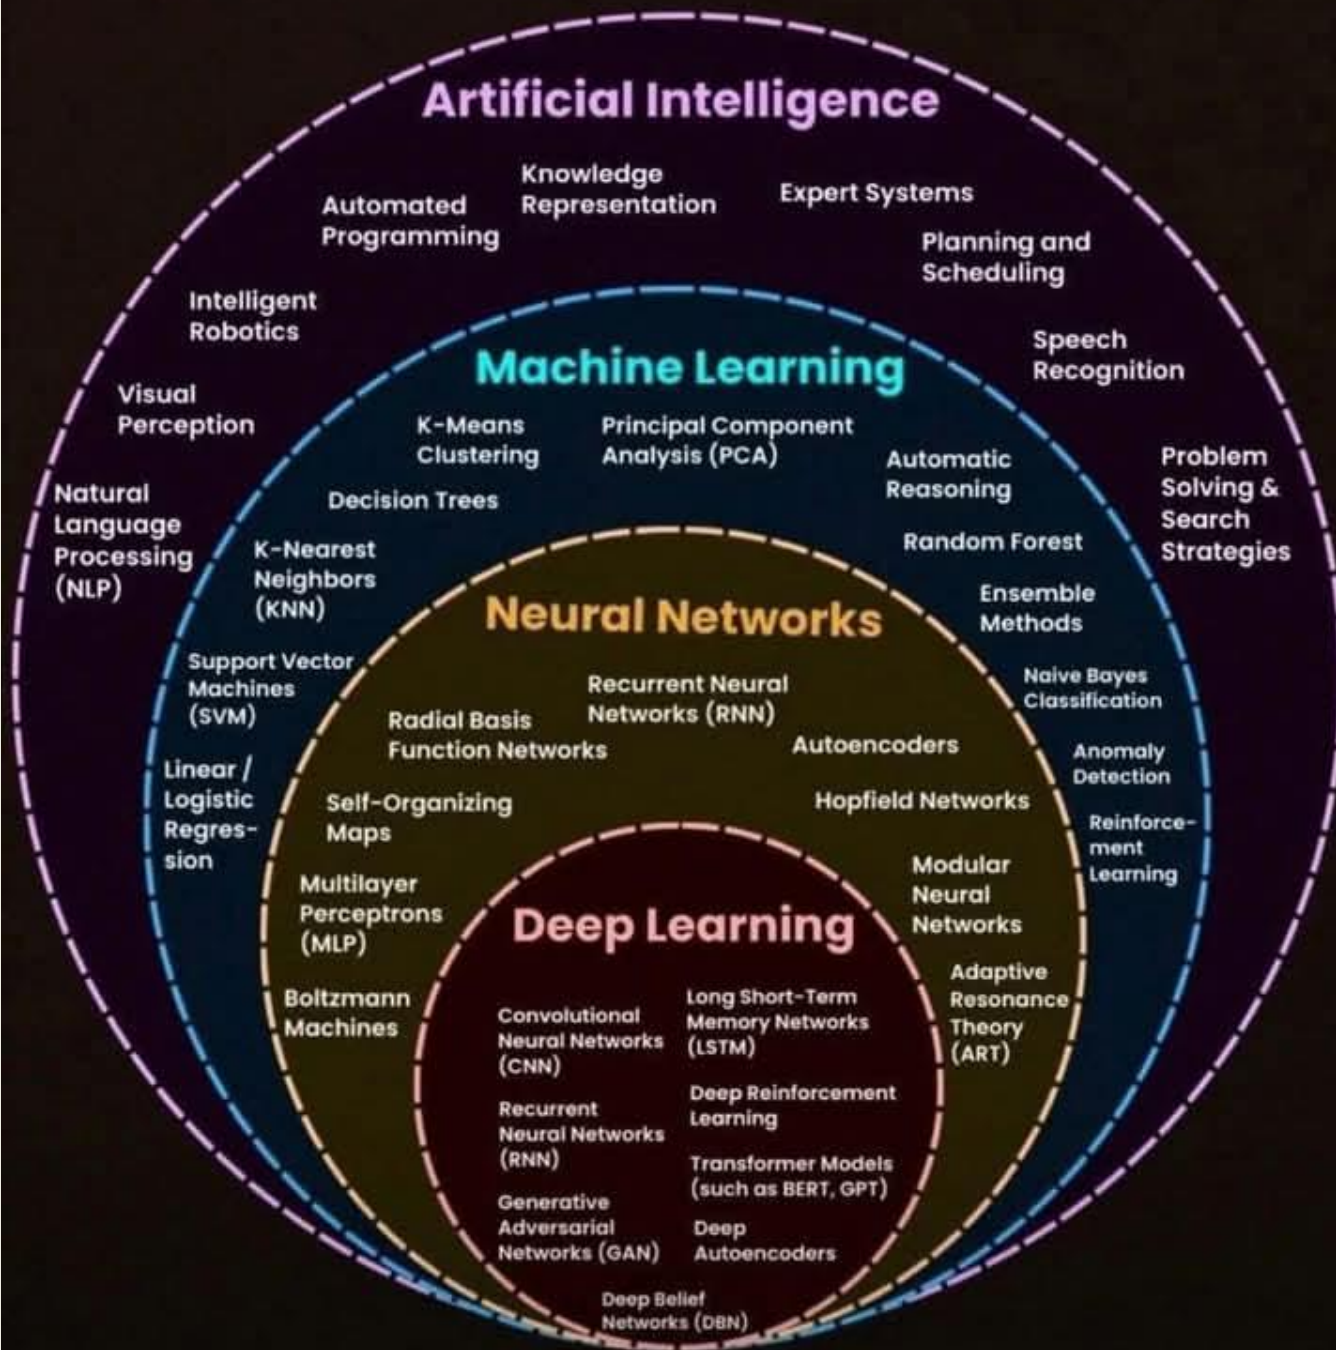 Artificial Intelligence
Knowledge
Representation
Expert Systems
Automated
Programming
Planning and
Scheduling
Intelligent
Robotics
Speech
Recognition
Visual
Perception
Problem
Solving &
Search
Strategies
Natural
Language
Processing
(NLP)
Machine Learning
K-Means
Clustering
Principal Component
Analysis (PCA)
Automatic
Reasoning
Decision Trees
Random Forest
K-Nearest
Neighbors
(KNN)
Ensemble
Methods
Support Vector
Machines
(SVM)
Naive Bayes
Classification
Anomaly
Detection
Linear /
Logistic
Regres-
sion
Reinforce-
ment
Learning
Neural Networks
Recurrent Neural
Networks (RNN)
Radial Basis
Function Networks
Autoencoders
Self-Organizing
Maps
Hopfield Networks
Multilayer
Perceptrons
(MLP)
Modular
Neural
Networks
Boltzmann
Machines
Adaptive
Resonance
Theory
(ART)
Deep Learning
Convolutional
Neural Networks
(CNN)
Long Short-Term
Memory Networks
(LSTM)
Recurrent
Neural Networks
(RNN)
Deep Reinforcement
Learning
Generative
Adversarial
Networks (GAN)
Transformer Models
(such as BERT, GPT)
Deep
Autoencoders
Deep Belief
Networks (DBN)